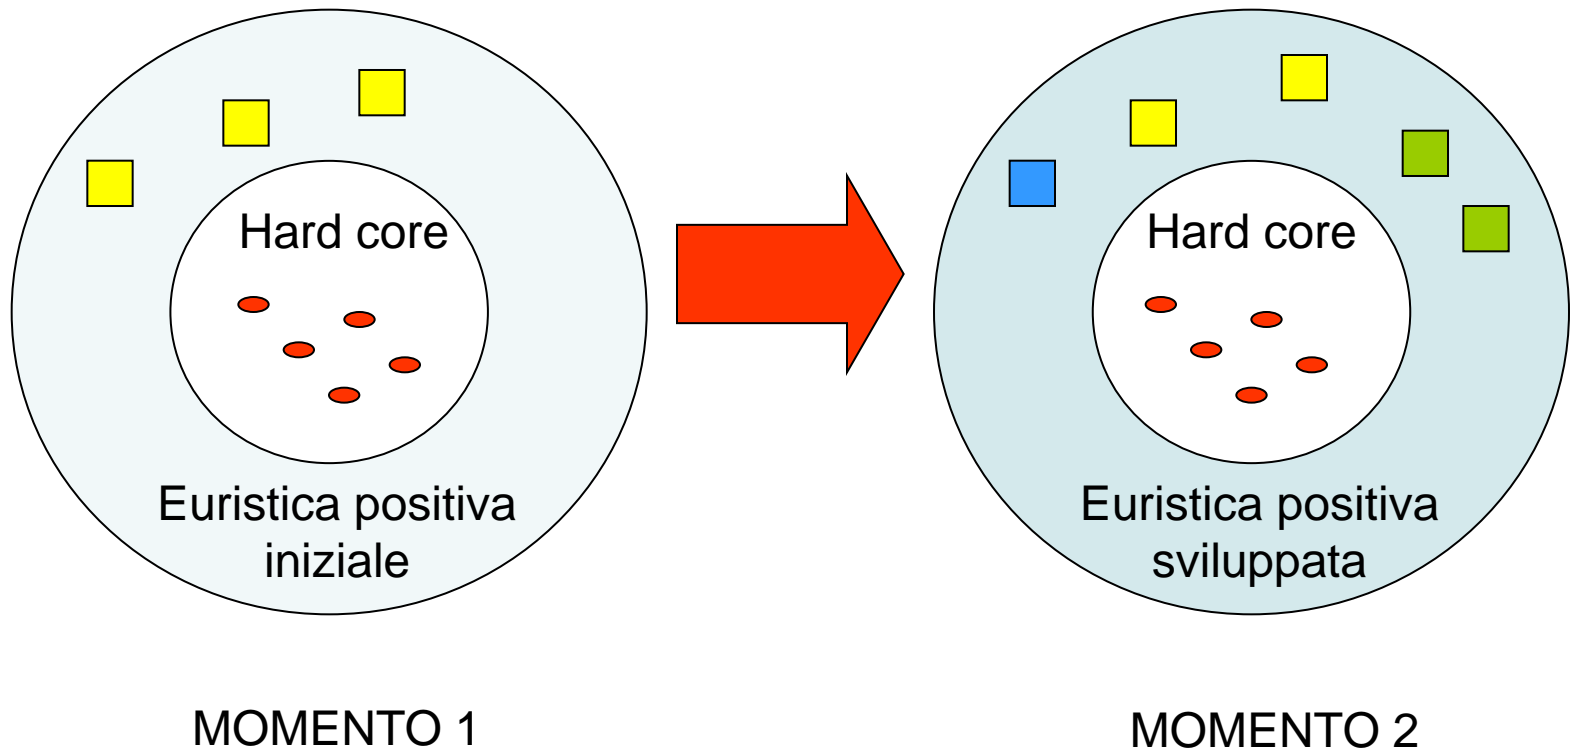 Hard core
Euristica positiva
iniziale
MOMENTO 1
Hard core
Euristica positiva
sviluppata
MOMENTO 2